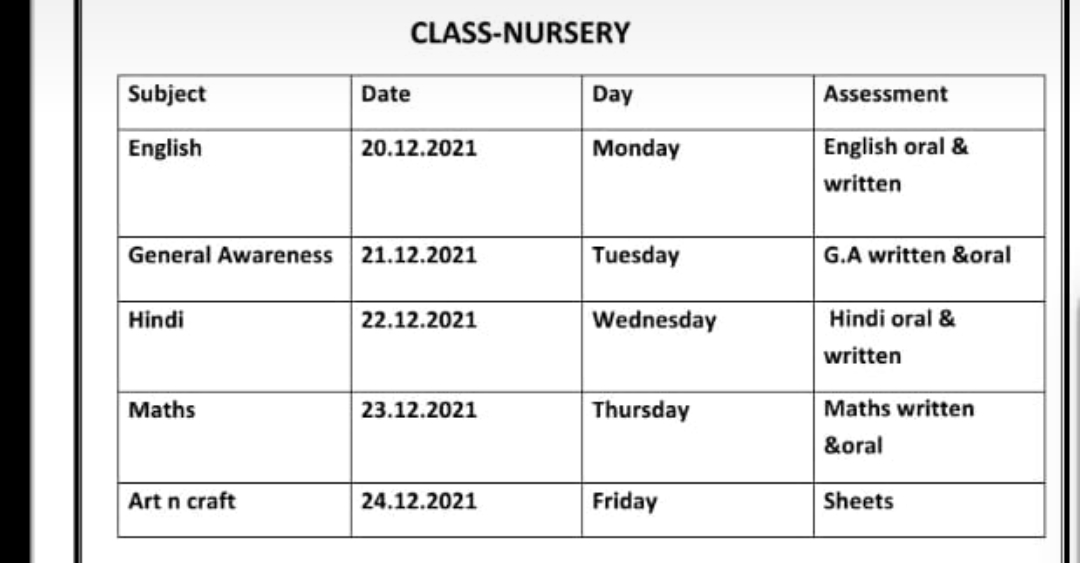 CLASS-NURSERY
Subject Date Day Assessment
English 20.12.2021 Monday English oral &
written
General Awareness 21.12.2021 Tuesday G.A written &oral
Hindi 22.12.2021 Wednesday Hindi oral &
written
Maths 23.12.2021 Thursday Maths written
&oral
Art n craft 24.12.2021 Friday Sheets